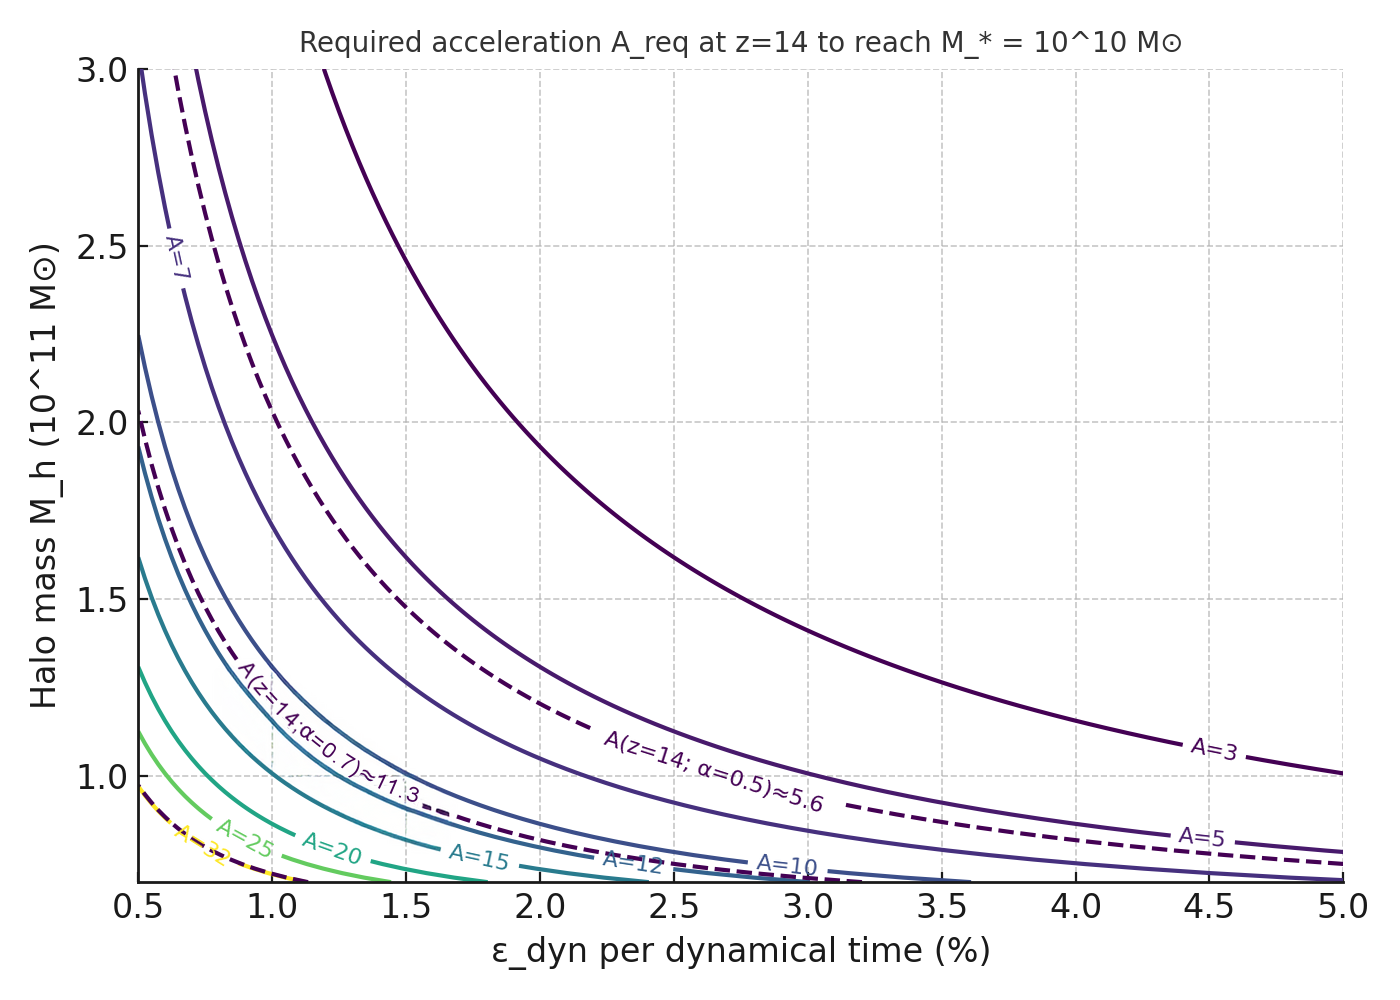 Required acceleration A_req at z=14 to reach M_* = 10^10 M⊙
3.0
2.5
2.0
1.5
1.0
Halo mass M_h (10^11 M⊙)
A=7
A(z=14;α=0.7)≈11.3
A(z=14; α=0.5)≈5.6
A=3
A=5
A=10
A=12
A=15
A=20
A=25
A=32
0.5 1.0 1.5 2.0 2.5 3.0 3.5 4.0 4.5 5.0
ε_dyn per dynamical time (%)